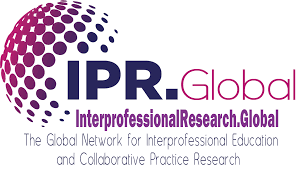 IPR.Global
InterprofessionalResearch.Global
The Global Network for Interprofessional Education
and Collaborative Practice Research